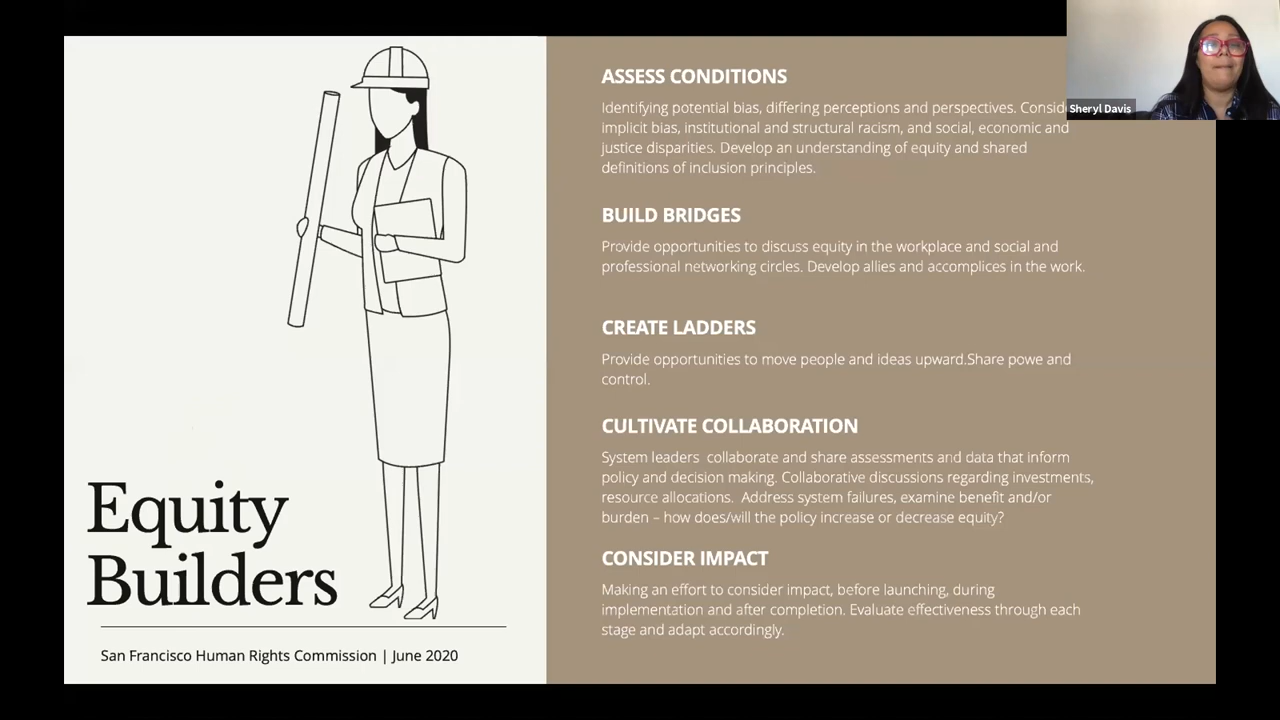 Equity
Builders
San Francisco Human Rights Commission | June 2020
ASSESS CONDITIONS
Identifying potential bias, differing perceptions and perspectives.
implicit bias, institutional and structural racism, and social, economic and
justice disparities. Develop an understanding of equity and shared
definitions of inclusion principles.
BUILD BRIDGES
Provide opportunities to discuss equity in the workplace and social and
professional networking circles. Develop allies and accomplices in the work.
CREATE LADDERS
Provide opportunities to move people and ideas upward.Share powe and
control.
CULTIVATE COLLABORATION
System leaders collaborate and share assessments and data that inform
policy and decision making. Collaborative discussions regarding investments,
resource allocations. Address system failures, examine benefit and/or
burden – how does/will the policy increase or decrease equity?
CONSIDER IMPACT
Making an effort to consider impact, before launching, during
implementation and after completion. Evaluate effectiveness through each
stage and adapt accordingly.
Sheryl Davis